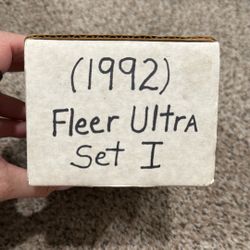 (1992)
Fleer UltrA
Set I